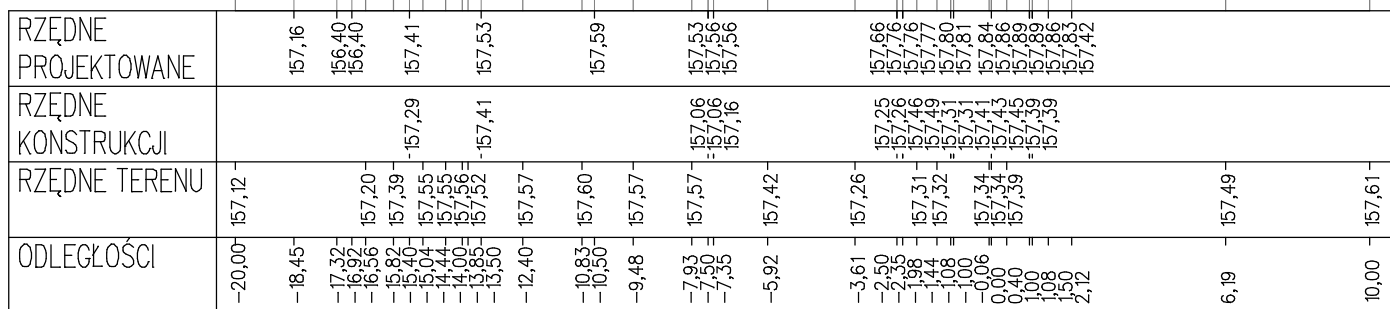 RZĘDNE
PROJEKTOWANE
157,16 156,40 156,40 157,41 157,53 157,59 157,53 157,56 157,56 157,66 157,76 157,76 157,77 157,80 157,81 157,84 157,86 157,89 157,89 157,86 157,83 157,42
RZĘDNE
KONSTRUKCJI
157,29 157,41 157,06 157,06 157,16 157,25 157,26 157,46 157,49 157,31 157,31 157,41 157,43 157,45 157,39 157,39
RZĘDNE TERENU
157,12 157,20 157,39 157,55 157,55 157,56 157,52 157,57 157,60 157,57 157,57 157,42 157,26 157,31 157,32 157,34 157,34 157,39 157,49 157,61
ODLEGŁOŚCI
-20,00 -18,45 -17,32 -16,92 -16,56 -15,82 -15,40 -15,04 -14,44 -14,00 -13,85 -13,50 -12,40 -10,83 -10,50 -9,48 -7,93 -7,50 -7,35 -5,92 -3,61 -2,50 -2,35 -1,98 -1,44 -1,08 -1,00 -0,06 0,00 0,40 1,00 1,08 1,50 2,12 6,19 10,00